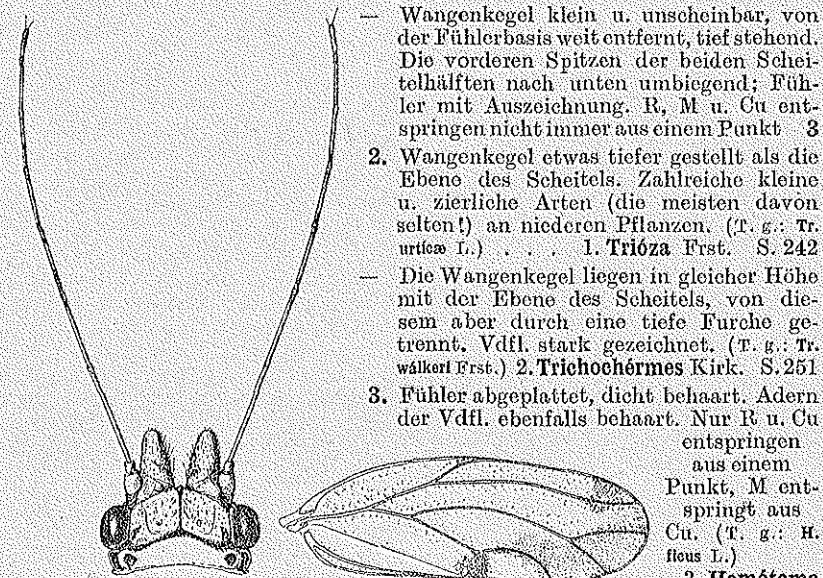 — Wangenkegel klein u. unscheinbar, von
der Fühlerbasis weit entfernt, tief stehend.
Die vorderen Spitzen der beiden Schei-
telhälften nach unten umbiegend; Füh-
ler mit Auszeichnung. R, M u. Cu ent-
springen nicht immer aus einem Punkt 3
2. Wangenkegel etwas tiefer gestellt als die
Ebene des Scheitels. Zahlreiche kleine
u. zierliche Arten (die meisten davon
selten!) an niederen Pflanzen. (T. g.: Tr.
urticæ L.) . . . 1. Trióza Frst. S. 242
— Die Wangenkegel liegen in gleicher Höhe
mit der Ebene des Scheitels, von die-
sem aber durch eine tiefe Furche ge-
trennt. Vdfl. stark gezeichnet. (T. g.: Tr.
wálkeri Frst.) 2. Trichochérmes Kirk. S. 251
3. Fühler abgeplattet, dicht behaart. Adern
der Vdfl. ebenfalls behaart. Nur R u. Cu
entspringen
aus einem
Punkt, M ent-
springt aus
Cu. (T. g.: H.
ficus L.)
3. Homótoma